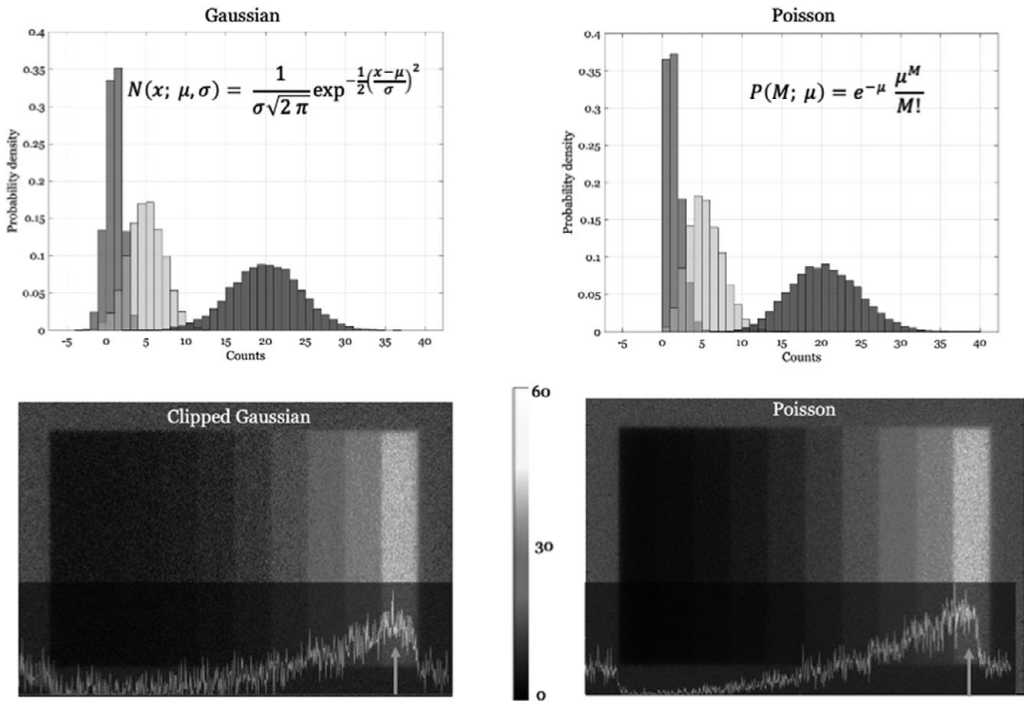 Gaussian
0.4
0.35
0.3
0.25
0.2
0.15
0.1
0.05
0
Probability density
N(x; μ, σ) = 1/(σ√2 π) exp^(-1/2((x−μ)/σ)^2)
-5 0 5 10 15 20 25 30 35 40
Counts
Poisson
0.4
0.35
0.3
0.25
0.2
0.15
0.1
0.05
0
Probability density
P(M; μ) = e^(−μ) μ^M/M!
-5 0 5 10 15 20 25 30 35 40
Counts
Clipped Gaussian
60
30
0
Poisson